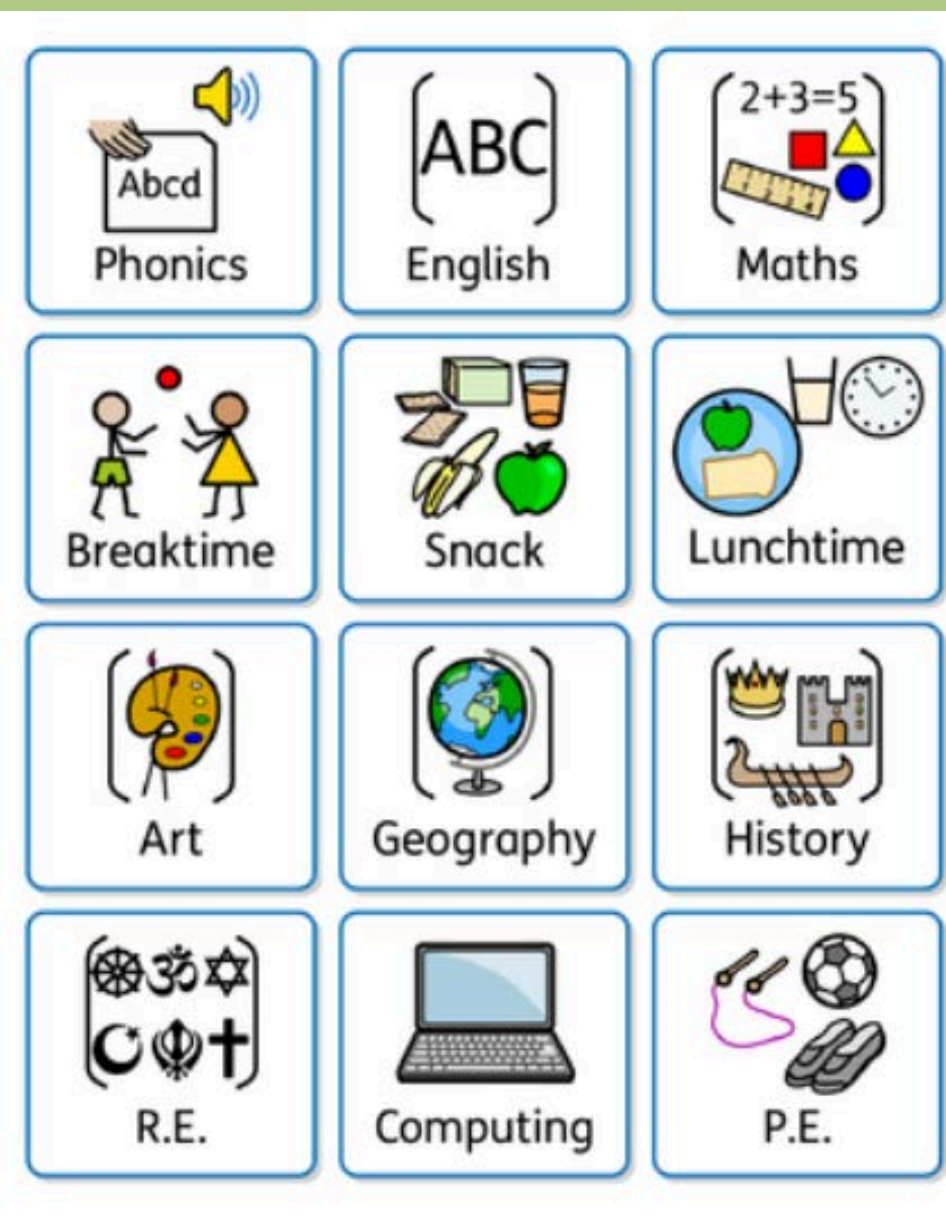 Abcd
Phonics
ABC
English
2+3=5
Maths
Breaktime
Snack
Lunchtime
Art
Geography
History
R.E.
Computing
P.E.